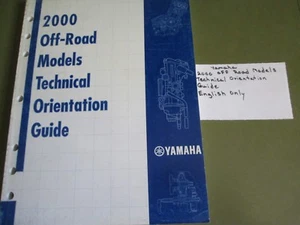 2000
Off-Road
Models
Technical
Orientation
Guide
YAMAHA
Yamaha
2000 off Road Models
Technical Orientation
Guide
English Only